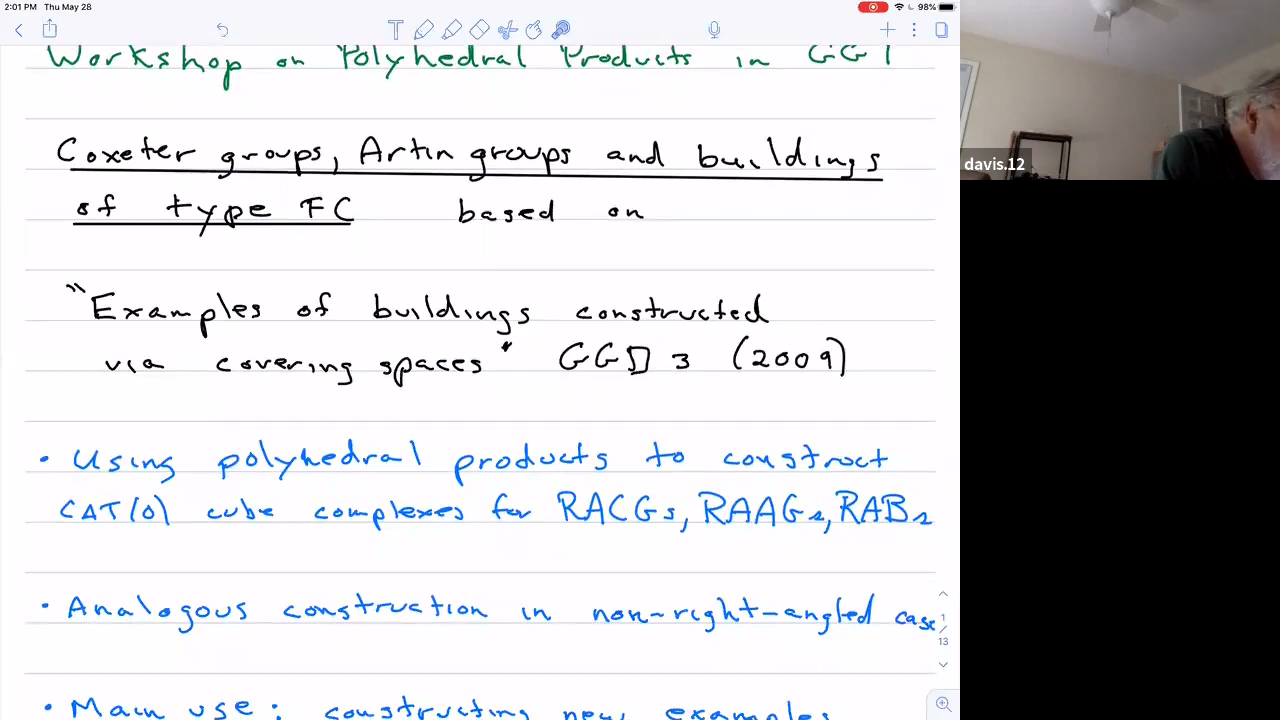 2:01 PM Thu May 28
98%
Workshop on Polyhedral Products in GGT
Coxeter groups, Artin groups and buildings
of type FC based on
"Examples of buildings constructed
via covering spaces" GGD 3 (2009)
• Using polyhedral products to construct
CAT(0) cube complexes for RACGs, RAAGs, RABs
• Analogous construction in non-right-angled case
1
/
13
• Main use: constructing new examples
davis.12